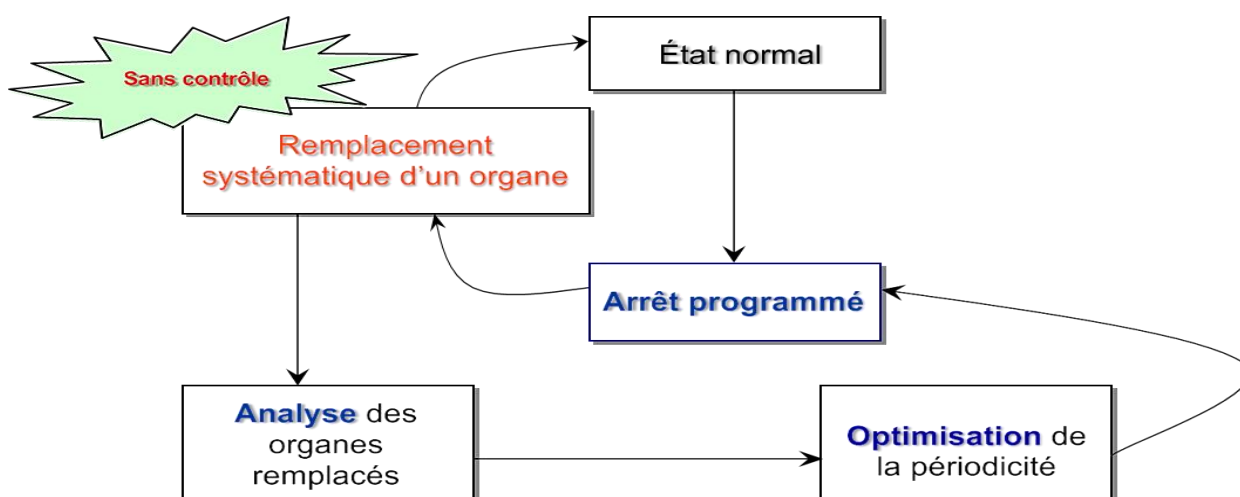 État normal
Sans contrôle
Remplacement
systématique d'un organe
Arrêt programmé
Analyse des
organes
remplacés
Optimisation de
la périodicité